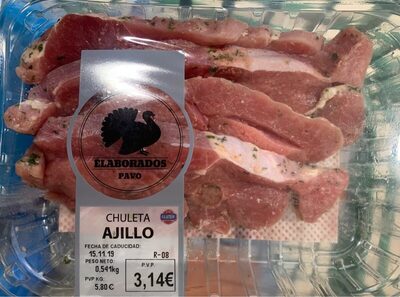 ELABORADOS
PAVO
CHULETA
AJILLO
FECHA DE CADUCIDAD:
15.11.19 R-08
PESO NETO:
0,541kg P.V.P
PVP KG:
5,80€ 3,14€